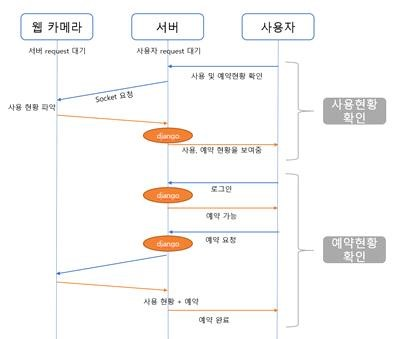 웹 카메라
서버
사용자
서버 request 대기
사용자 request 대기
사용 및 예약현황 확인
Socket 요청
사용 현황 파악
django
사용, 예약 현황을 보여줌
사용현황
확인
로그인
django
예약 가능
예약 요청
django
예약현황
확인
사용 현황 + 예약
예약 완료